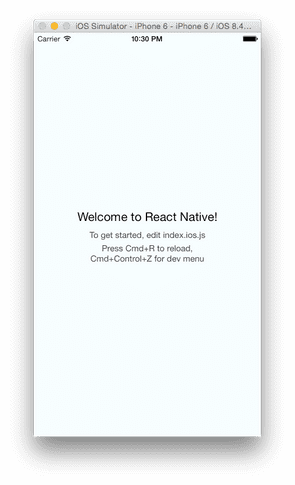 iOS Simulator - iPhone 6 - iPhone 6 / iOS 8.4...
Carrier 10:30 PM
Welcome to React Native!
To get started, edit index.ios.js
Press Cmd+R to reload,
Cmd+Control+Z for dev menu